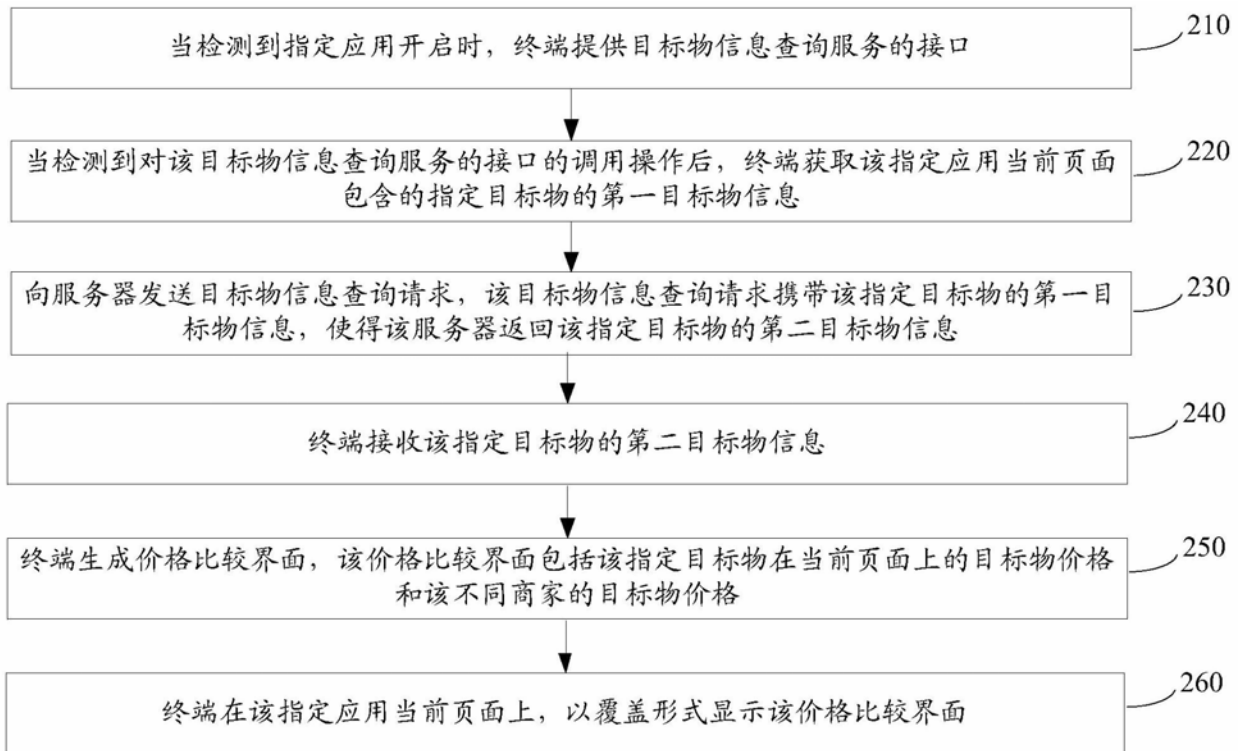 当检测到指定应用开启时，终端提供目标物信息查询服务的接口
210
当检测到对该目标物信息查询服务的接口的调用操作后，终端获取该指定应用当前页面
包含的指定目标物的第一目标物信息
220
向服务器发送目标物信息查询请求，该目标物信息查询请求携带该指定目标物的第一目
标物信息，使得该服务器返回该指定目标物的第二目标物信息
230
终端接收该指定目标物的第二目标物信息
240
终端生成价格比较界面，该价格比较界面包括该指定目标物在当前页面上的目标物价格
和该不同商家的目标物价格
250
终端在该指定应用当前页面上，以覆盖形式显示该价格比较界面
260